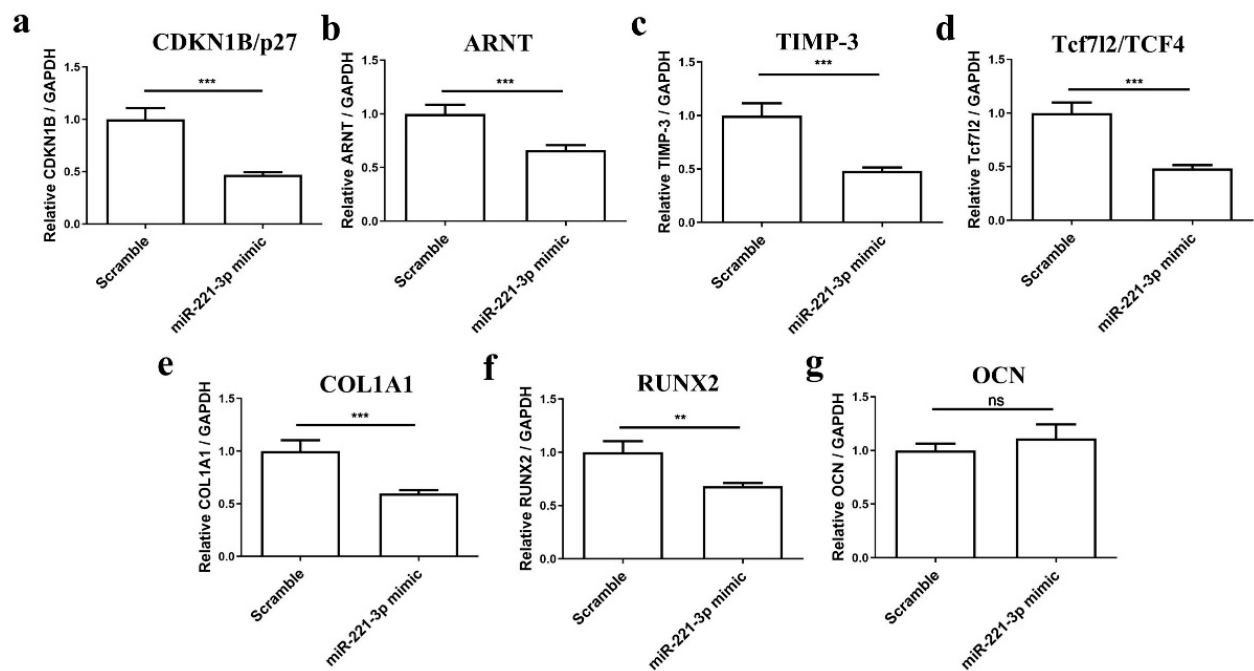 a
CDKN1B/p27
Relative CDKN1B / GAPDH
1.5
1.0
0.5
0.0
***
Scramble
miR-221-3p mimic
b
ARNT
Relative ARNT / GAPDH
1.5
1.0
0.5
0.0
***
Scramble
miR-221-3p mimic
c
TIMP-3
Relative TIMP-3 / GAPDH
1.5
1.0
0.5
0.0
***
Scramble
miR-221-3p mimic
d
Tcf7l2/TCF4
Relative Tcf7l2 / GAPDH
1.5
1.0
0.5
0.0
***
Scramble
miR-221-3p mimic
e
COL1A1
Relative COL1A1 / GAPDH
1.5
1.0
0.5
0.0
***
Scramble
miR-221-3p mimic
f
RUNX2
Relative RUNX2 / GAPDH
1.5
1.0
0.5
0.0
**
Scramble
miR-221-3p mimic
g
OCN
Relative OCN / GAPDH
1.5
1.0
0.5
0.0
ns
Scramble
miR-221-3p mimic